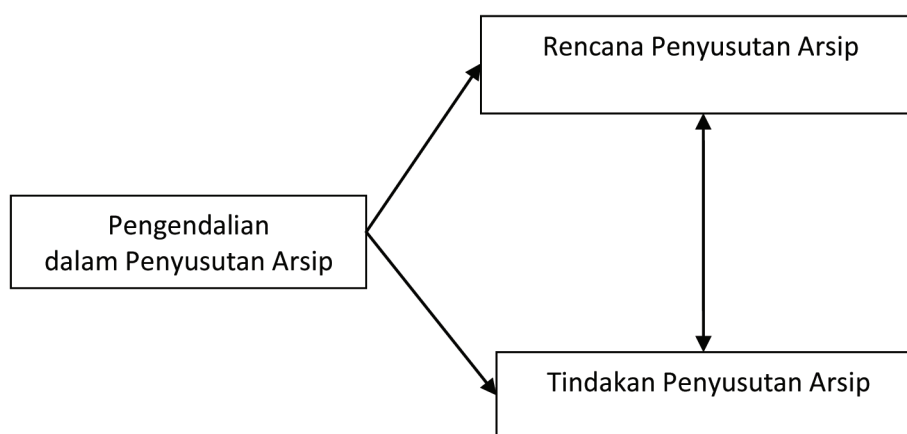 Rencana Penyusutan Arsip
Pengendalian
dalam Penyusutan Arsip
Tindakan Penyusutan Arsip